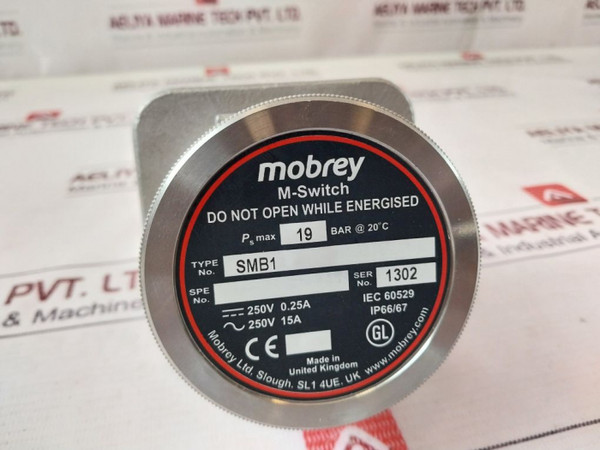 AELIYA MARINE TECH PVT. LTD.
mobrey
M-Switch
DO NOT OPEN WHILE ENERGISED
Ps max 19 BAR @ 20°C
TYPE No. SMB1
SPE No.
SER No. 1302
250V 0.25A
250V 15A
IEC 60529
IP66/67
CE
GL
Made in
United Kingdom
Mobrey Ltd. Slough. SL1 4UE. UK www.mobrey.com
PVT. LTD.
& Machine